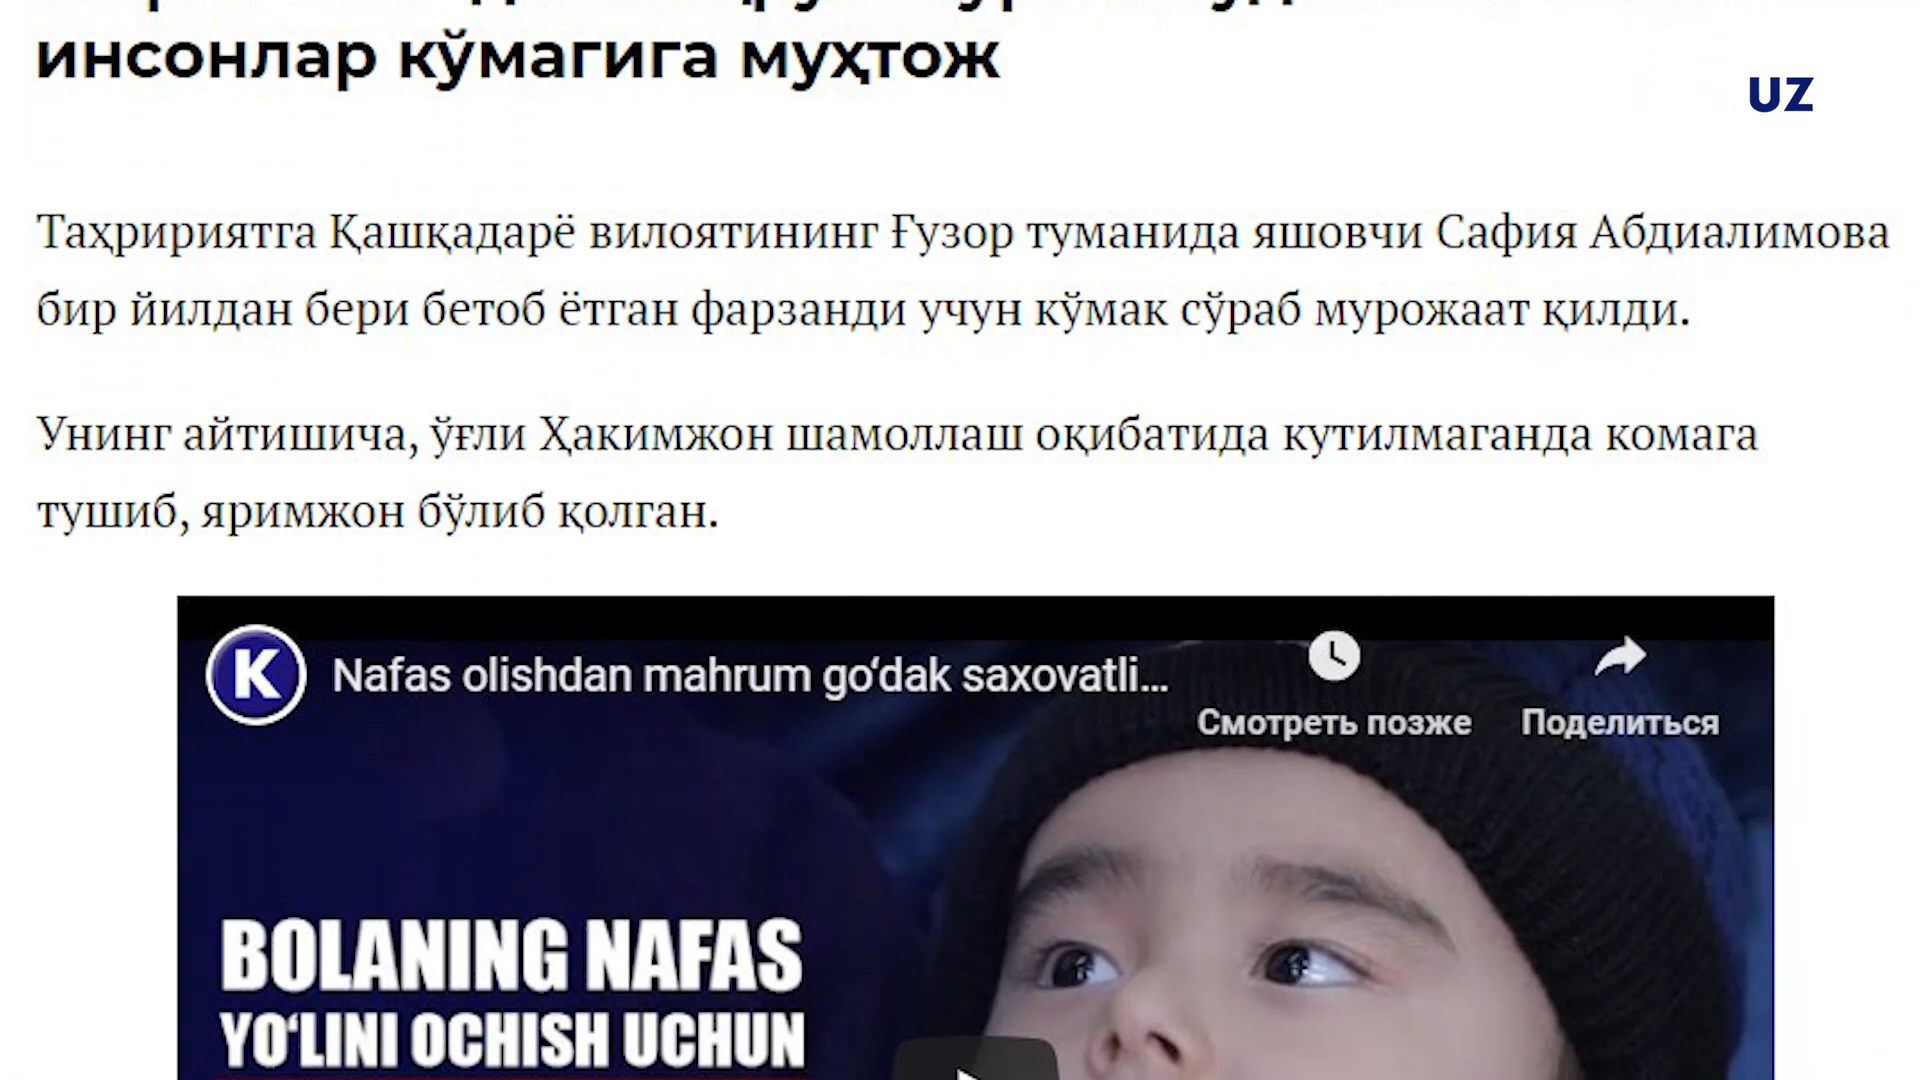 инсонлар кўмагига муҳтож
UZ
Таҳририятга Қашқадарё вилоятининг Ғузор туманида яшовчи Сафия Абдиалимова
бир йилдан бери бетоб ётган фарзанди учун кўмак сўраб мурожаат қилди.
Унинг айтишича, ўғли Ҳакимжон шамоллаш оқибатида кутилмаганда комага
тушиб, яримжон бўлиб қолган.
K Nafas olishdan mahrum go‘dak saxovatli...
Смотреть позже Поделиться
BOLANING NAFAS
YO‘LINI OCHISH UCHUN